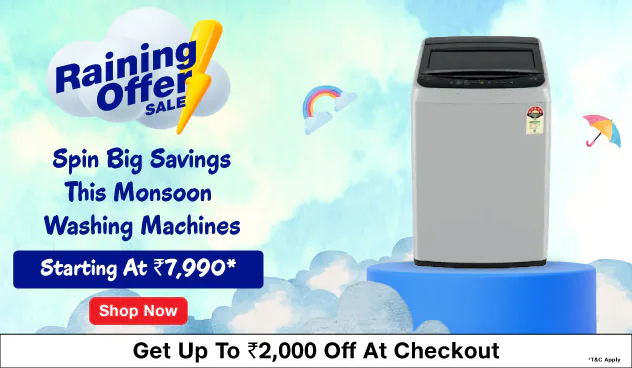 Raining
Offer
SALE
Spin Big Savings
This Monsoon
Washing Machines
Starting At ₹7,990*
Shop Now
Get Up To ₹2,000 Off At Checkout
*T&C Apply